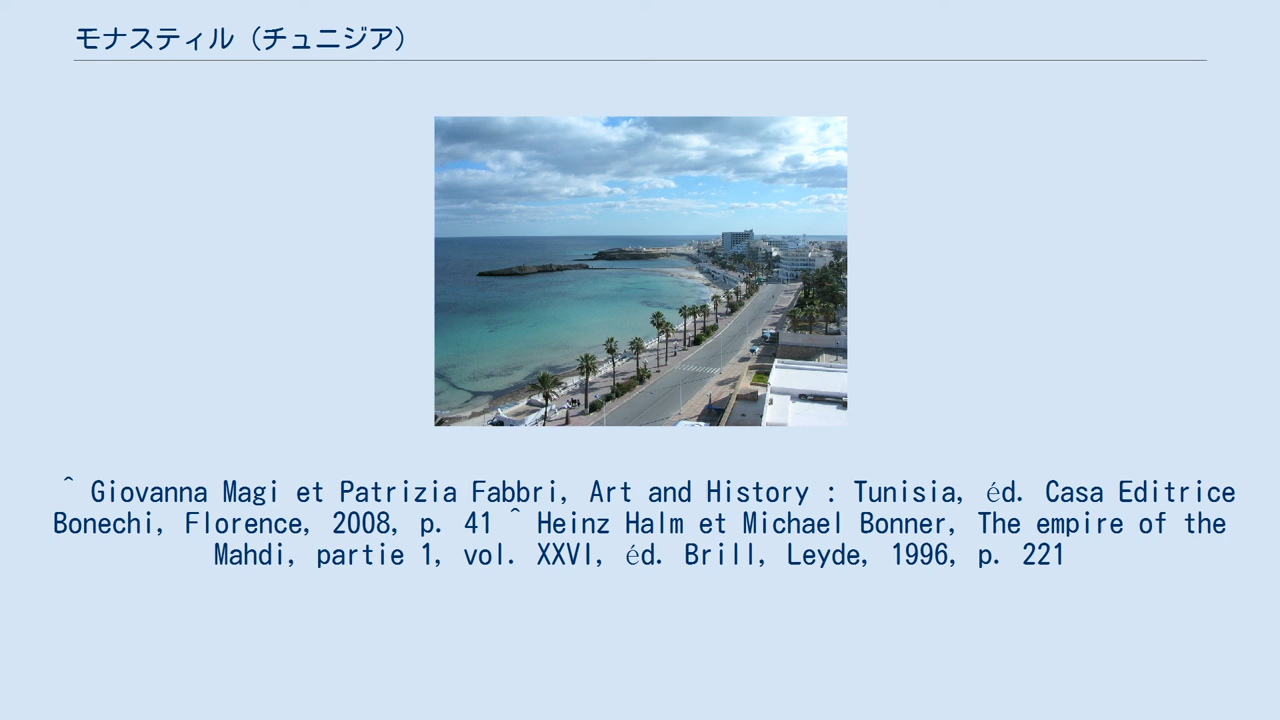 モナスティル（チュニジア）
^ Giovanna Magi et Patrizia Fabbri, Art and History : Tunisia, éd. Casa Editrice
Bonechi, Florence, 2008, p. 41 ^ Heinz Halm et Michael Bonner, The empire of the
Mahdi, partie 1, vol. XXVI, éd. Brill, Leyde, 1996, p. 221